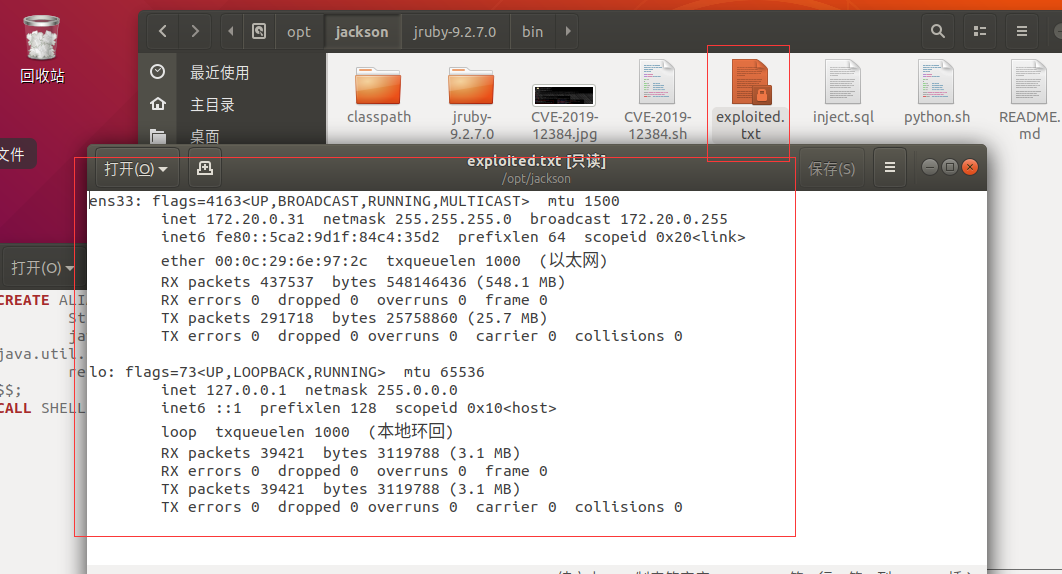 回收站
opt
jackson
jruby-9.2.7.0
bin
最近使用
主目录
桌面
文件
classpath
jruby-
9.2.7.0
CVE-2019-
12384.jpg
CVE-2019-
12384.sh
exploited.
txt
inject.sql
python.sh
README.
md
打开(O)
exploited.txt [只读]
/opt/jackson
保存(S)
ens33: flags=4163<UP,BROADCAST,RUNNING,MULTICAST>  mtu 1500
inet 172.20.0.31  netmask 255.255.255.0  broadcast 172.20.0.255
inet6 fe80::5ca2:9d1f:84c4:35d2  prefixlen 64  scopeid 0x20<link>
ether 00:0c:29:6e:97:2c  txqueuelen 1000  (以太网)
RX packets 437537  bytes 548146436 (548.1 MB)
RX errors 0  dropped 0  overruns 0  frame 0
TX packets 291718  bytes 25758860 (25.7 MB)
TX errors 0  dropped 0 overruns 0  carrier 0  collisions 0
lo: flags=73<UP,LOOPBACK,RUNNING>  mtu 65536
inet 127.0.0.1  netmask 255.0.0.0
inet6 ::1  prefixlen 128  scopeid 0x10<host>
loop  txqueuelen 1000  (本地环回)
RX packets 39421  bytes 3119788 (3.1 MB)
RX errors 0  dropped 0  overruns 0  frame 0
TX packets 39421  bytes 3119788 (3.1 MB)
TX errors 0  dropped 0 overruns 0  carrier 0  collisions 0
打开(O)
CREATE ALI
St
ja
java.util.
re
$$;
CALL SHELL